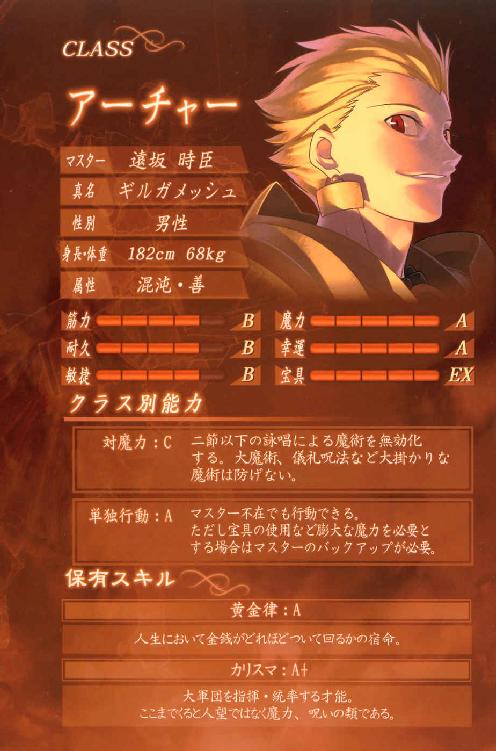 CLASS
アーチャー
マスター 遠坂 時臣
真名 ギルガメッシュ
性別 男性
身長・体重 182cm 68kg
属性 混沌・善
筋力 B 魔力 A
耐久 B 幸運 A
敏捷 B 宝具 EX
クラス別能力
対魔力：C 二節以下の詠唱による魔術を無効化
する。大魔術、儀礼呪法など大掛かりな
魔術は防げない。
単独行動：A マスター不在でも行動できる。
ただし宝具の使用など膨大な魔力を必要と
する場合はマスターのバックアップが必要。
保有スキル
黄金律：A
人生において金銭がどれほどついて回るかの宿命。
カリスマ：A+
大軍団を指揮・統率する才能。
ここまでくると人望ではなく魔力、呪いの類である。